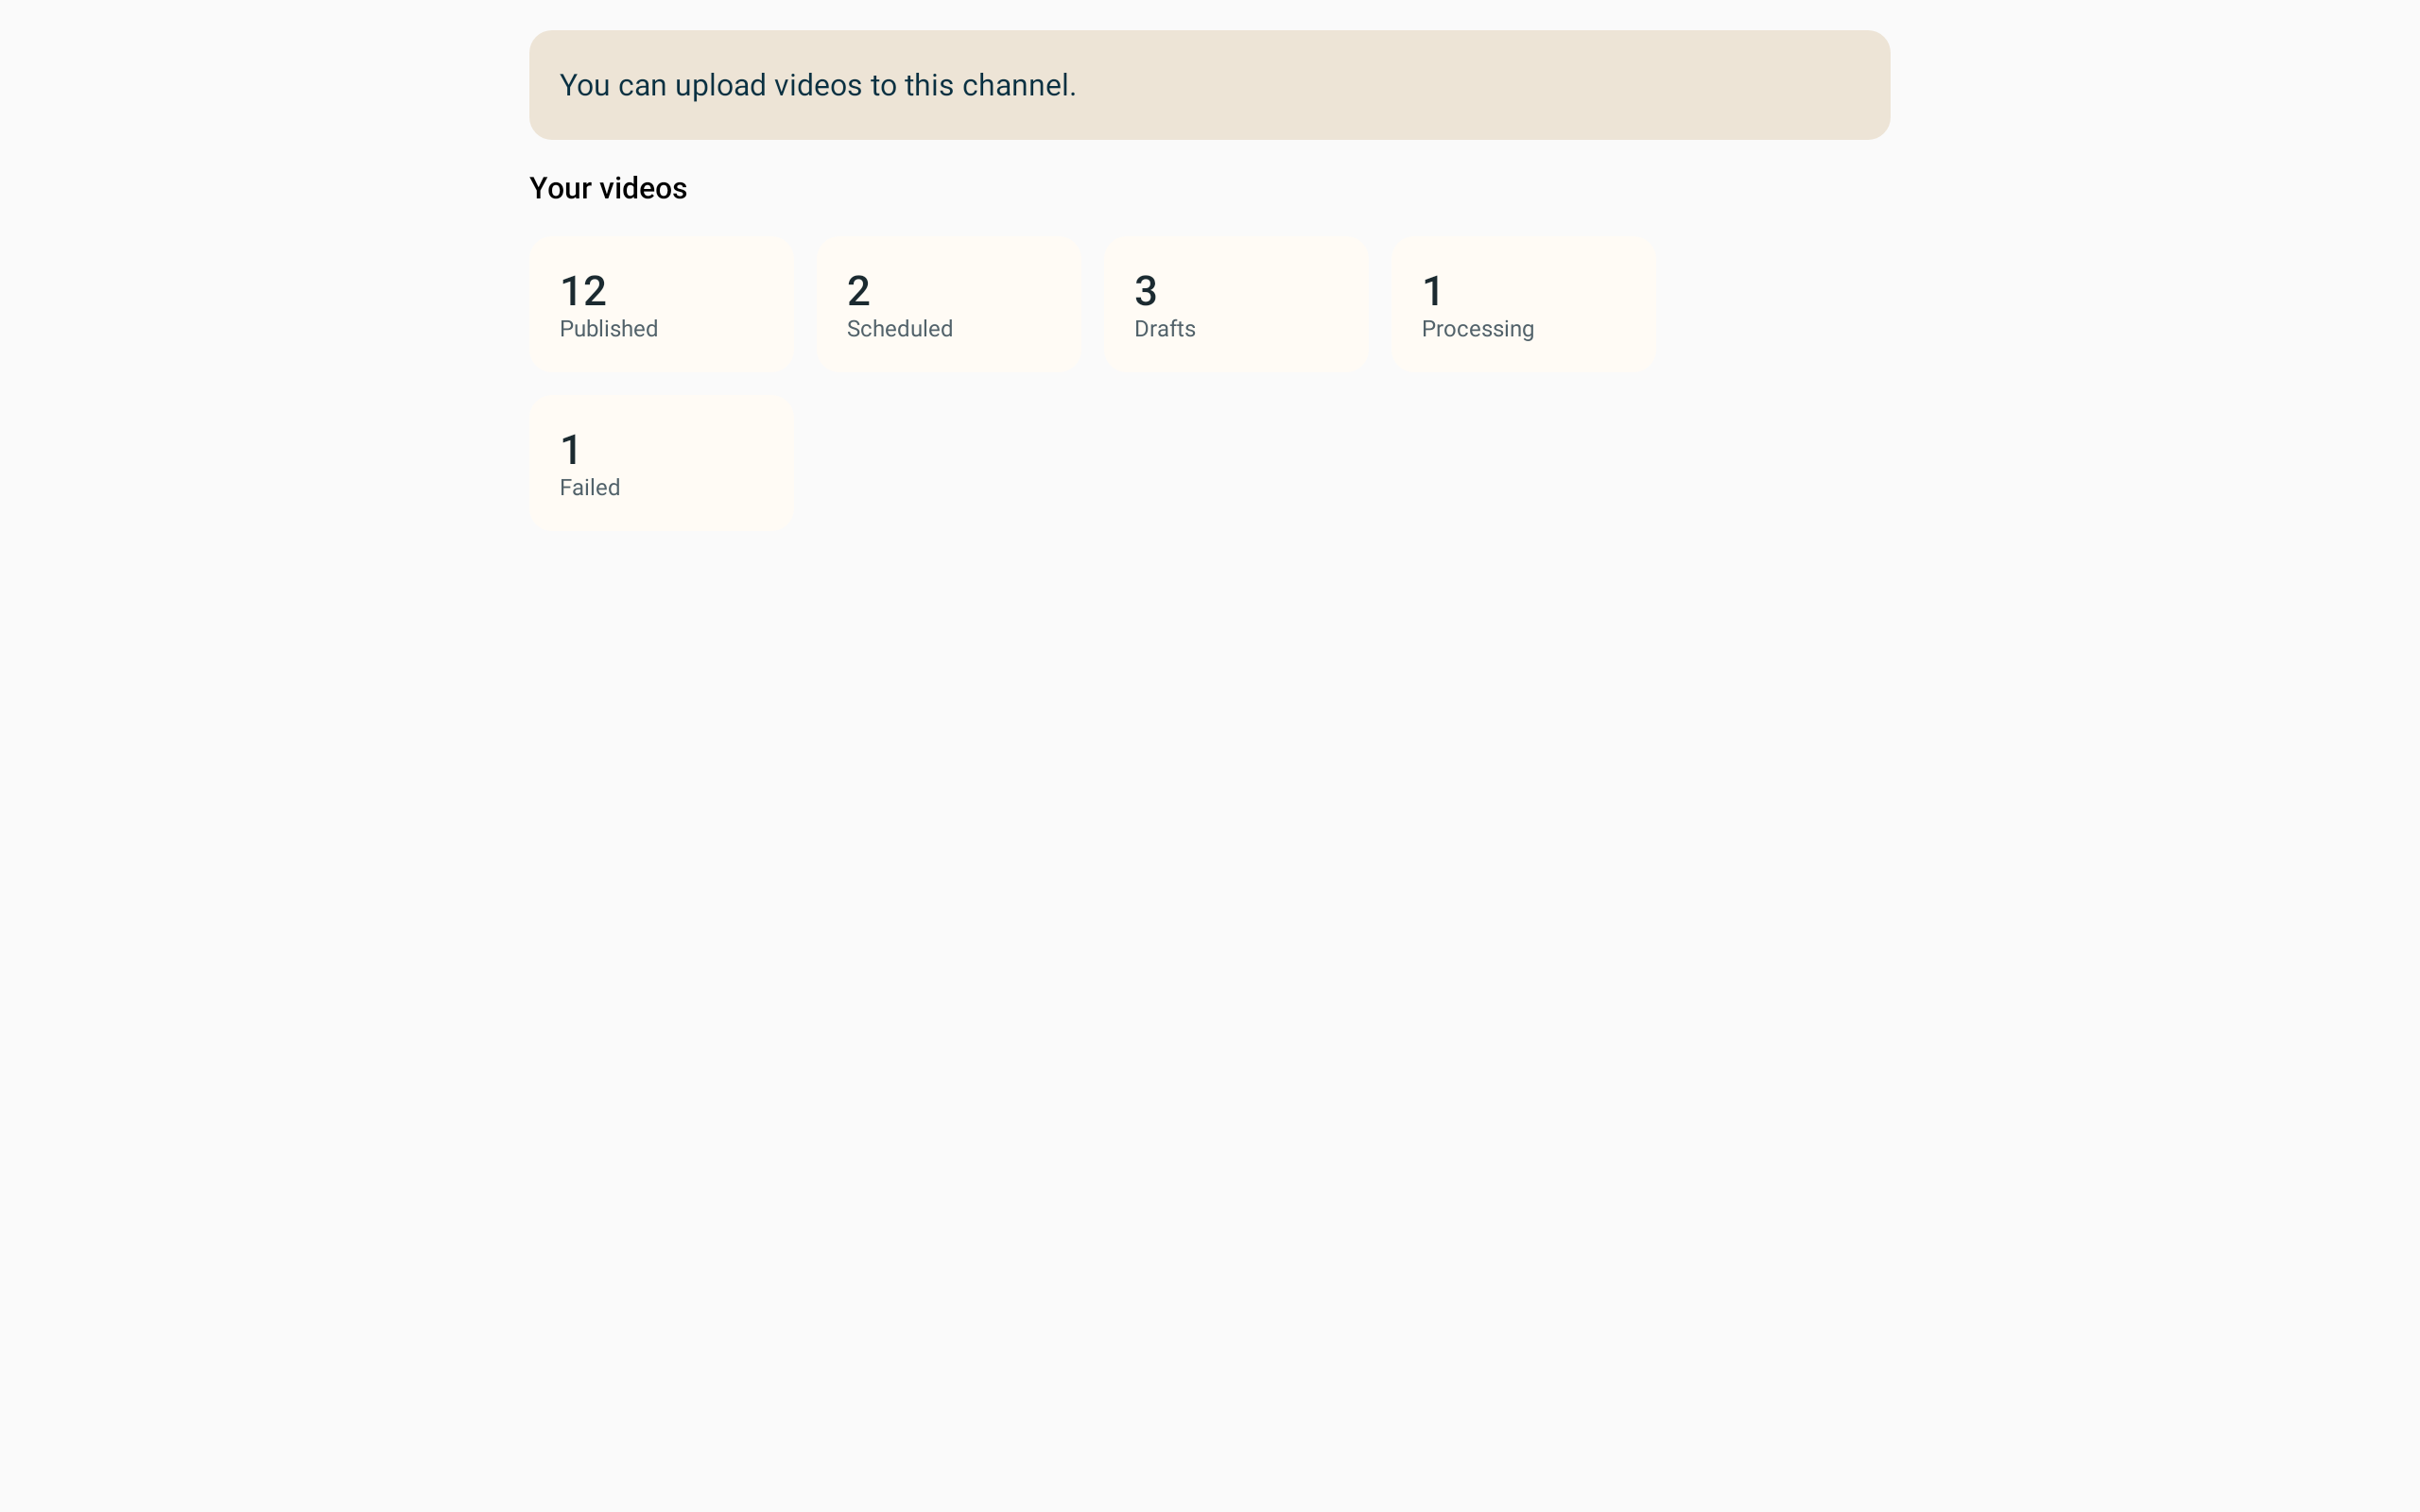 You can upload videos to this channel.
Your videos
12
Published
2
Scheduled
3
Drafts
1
Processing
1
Failed